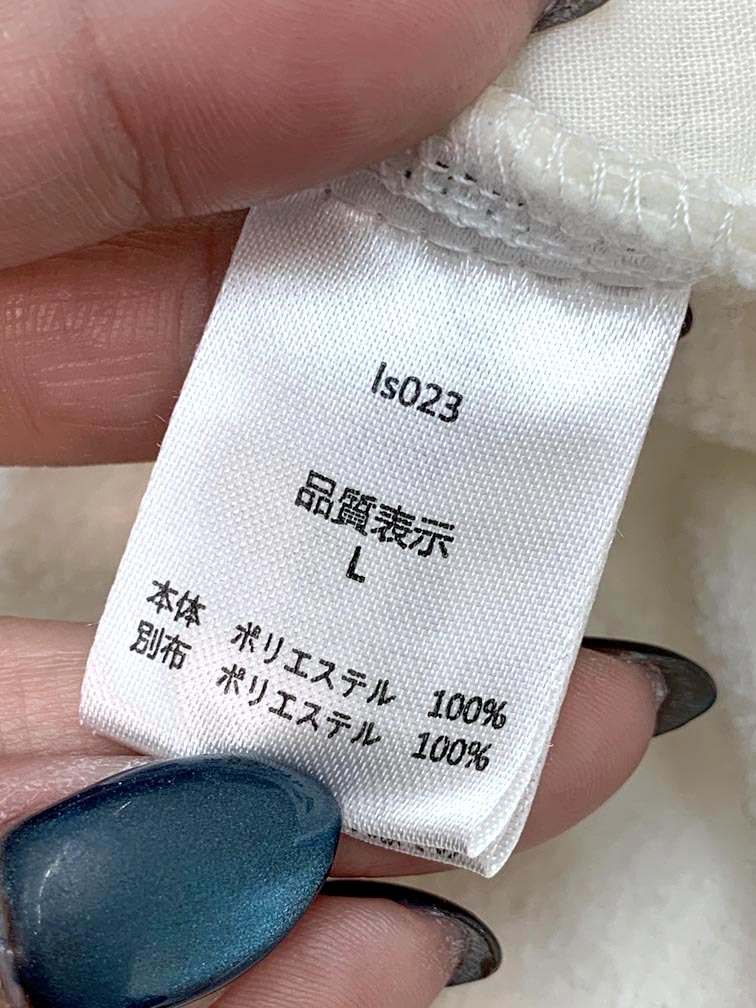 ls023
品質表示
L
本体 ポリエステル 100%
別布 ポリエステル 100%